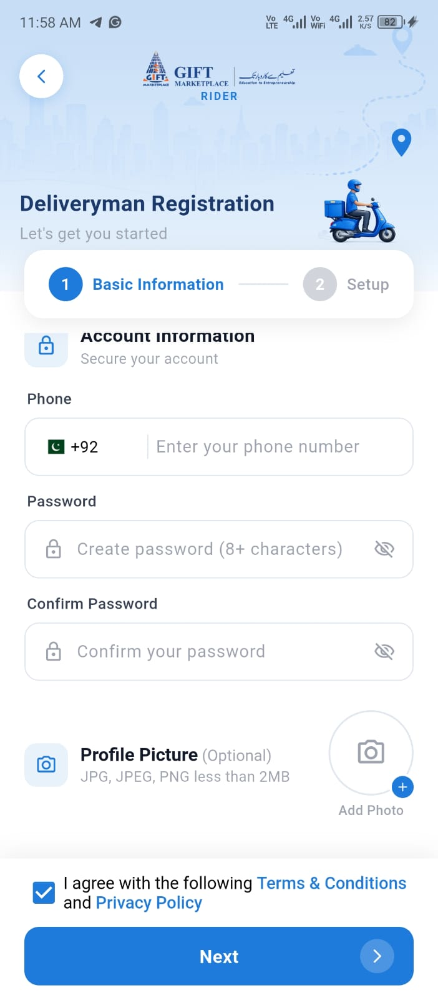 11:58 AM
Vo LTE 4G Vo WiFi 4G 2.57 K/S 82
GIFT
MARKETPLACE
GIFT
MARKETPLACE
تعلیم سے کاروبار تک
Education to Entrepreneurship
RIDER
Deliveryman Registration
Let's get you started
1 Basic Information 2 Setup
Account Information
Secure your account
Phone
+92 Enter your phone number
Password
Create password (8+ characters)
Confirm Password
Confirm your password
Profile Picture (Optional)
JPG, JPEG, PNG less than 2MB
Add Photo
I agree with the following Terms & Conditions
and Privacy Policy
Next